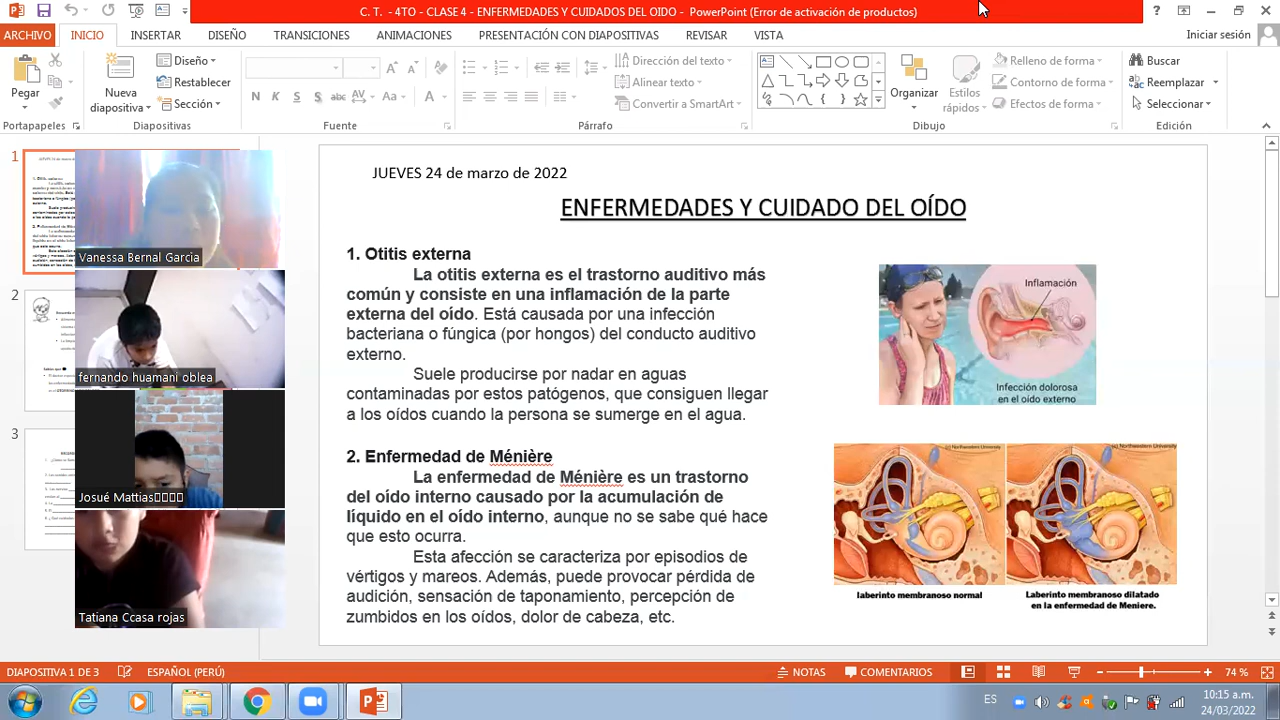 C. T. - 4TO - CLASE 4 - ENFERMEDADES Y CUIDADOS DEL OIDO - PowerPoint (Error de activación de productos)
ARCHIVO INICIO INSERTAR DISEÑO TRANSICIONES ANIMACIONES PRESENTACIÓN CON DIAPOSITIVAS REVISAR VISTA Iniciar sesión
Pegar
Nueva diapositiva
Diseño
Restablecer
Sección
N K S S abc AV Aa A
Dirección del texto
Alinear texto
Convertir a SmartArt
Organizar
Estilos rápidos
Relleno de forma
Contorno de forma
Efectos de forma
Buscar
Reemplazar
Seleccionar
Portapapeles Diapositivas Fuente Párrafo Dibujo Edición
1
2
3
Vanessa Bernal Garcia
fernando huamani oblea
Josué Mattias
Tatiana Ccasa rojas
JUEVES 24 de marzo de 2022
ENFERMEDADES Y CUIDADO DEL OÍDO
1. Otitis externa
La otitis externa es el trastorno auditivo más
común y consiste en una inflamación de la parte
externa del oído. Está causada por una infección
bacteriana o fúngica (por hongos) del conducto auditivo
externo.
Suele producirse por nadar en aguas
contaminadas por estos patógenos, que consiguen llegar
a los oídos cuando la persona se sumerge en el agua.
2. Enfermedad de Ménière
La enfermedad de Ménière es un trastorno
del oído interno causado por la acumulación de
líquido en el oído interno, aunque no se sabe qué hace
que esto ocurra.
Esta afección se caracteriza por episodios de
vértigos y mareos. Además, puede provocar pérdida de
audición, sensación de taponamiento, percepción de
zumbidos en los oídos, dolor de cabeza, etc.
Inflamación
Infección dolorosa
en el oído externo
(c) Northwestern University
(c) Northwestern University
laberinto membranoso normal
Laberinto membranoso dilatado
en la enfermedad de Meniere.
DIAPOSITIVA 1 DE 3 ESPAÑOL (PERÚ) NOTAS COMENTARIOS 74 %
ES
10:15 a.m.
24/03/2022